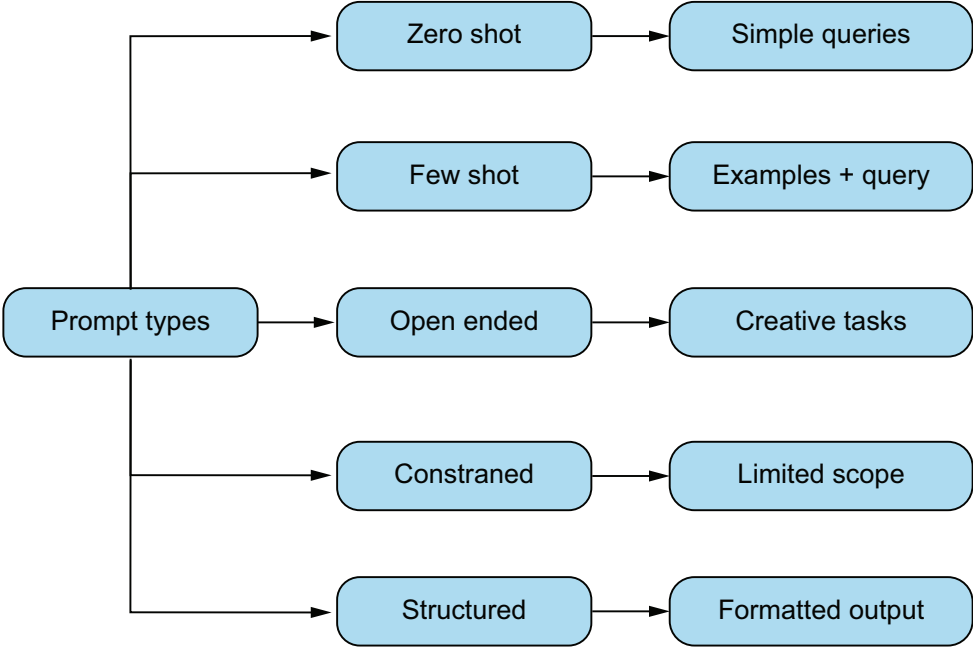 Zero shot
Simple queries
Few shot
Examples + query
Prompt types
Open ended
Creative tasks
Constraned
Limited scope
Structured
Formatted output